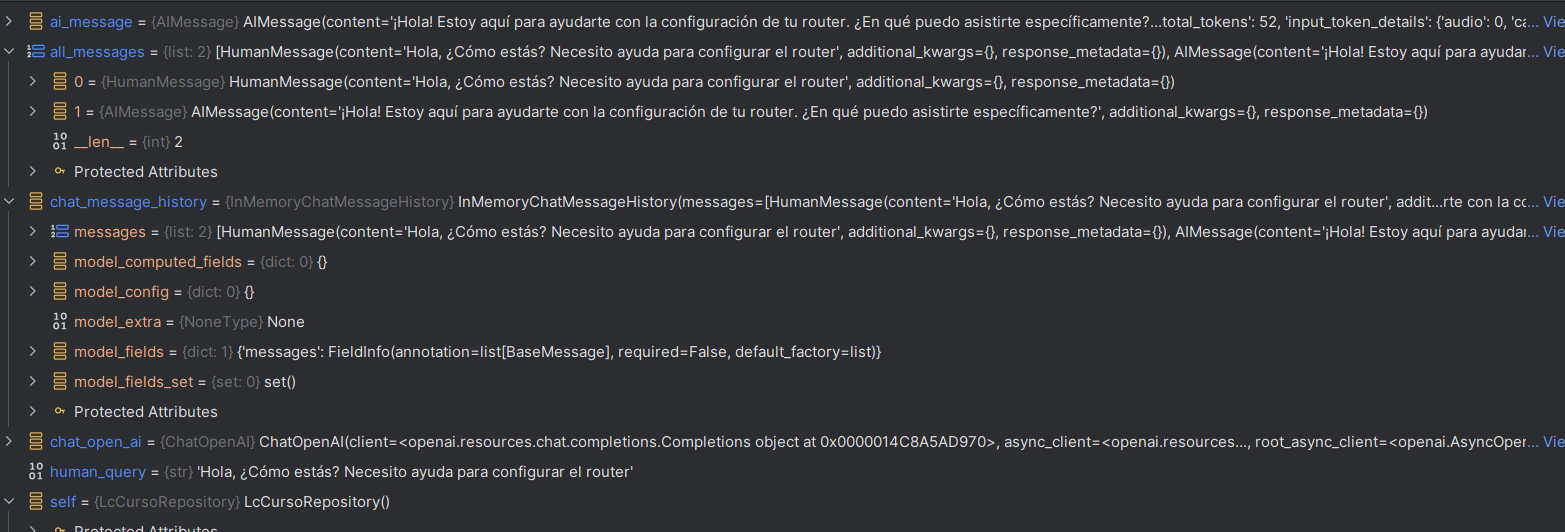 ai_message = {AIMessage} AIMessage(content='¡Hola! Estoy aquí para ayudarte con la configuración de tu router. ¿En qué puedo asistirte específicamente?...total_tokens': 52, 'input_token_details': {'audio': 0, 'ca... Vie
all_messages = {list: 2} [HumanMessage(content='Hola, ¿Cómo estás? Necesito ayuda para configurar el router', additional_kwargs={}, response_metadata={}), AIMessage(content='¡Hola! Estoy aquí para ayudar... Vie
0 = {HumanMessage} HumanMessage(content='Hola, ¿Cómo estás? Necesito ayuda para configurar el router', additional_kwargs={}, response_metadata={})
1 = {AIMessage} AIMessage(content='¡Hola! Estoy aquí para ayudarte con la configuración de tu router. ¿En qué puedo asistirte específicamente?', additional_kwargs={}, response_metadata={})
__len__ = {int} 2
Protected Attributes
chat_message_history = {InMemoryChatMessageHistory} InMemoryChatMessageHistory(messages=[HumanMessage(content='Hola, ¿Cómo estás? Necesito ayuda para configurar el router', addit...rte con la co... Vie
messages = {list: 2} [HumanMessage(content='Hola, ¿Cómo estás? Necesito ayuda para configurar el router', additional_kwargs={}, response_metadata={}), AIMessage(content='¡Hola! Estoy aquí para ayudar... Vie
model_computed_fields = {dict: 0} {}
model_config = {dict: 0} {}
model_extra = {NoneType} None
model_fields = {dict: 1} {'messages': FieldInfo(annotation=list[BaseMessage], required=False, default_factory=list)}
model_fields_set = {set: 0} set()
Protected Attributes
chat_open_ai = {ChatOpenAI} ChatOpenAI(client=<openai.resources.chat.completions.Completions object at 0x0000014C8A5AD970>, async_client=<openai.resources..., root_async_client=<openai.AsyncOper... Vie
human_query = {str} 'Hola, ¿Cómo estás? Necesito ayuda para configurar el router'
self = {LcCursoRepository} LcCursoRepository()
Protected Attributes